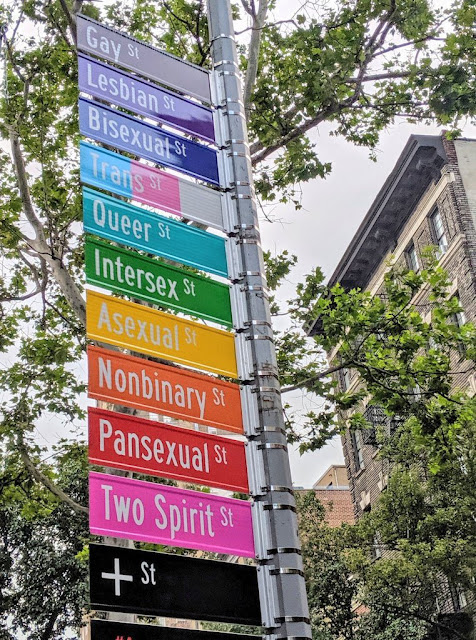 Gay St
Lesbian St
Bisexual St
Trans St
Queer St
Intersex St
Asexual St
Nonbinary St
Pansexual St
Two Spirit St
+ St